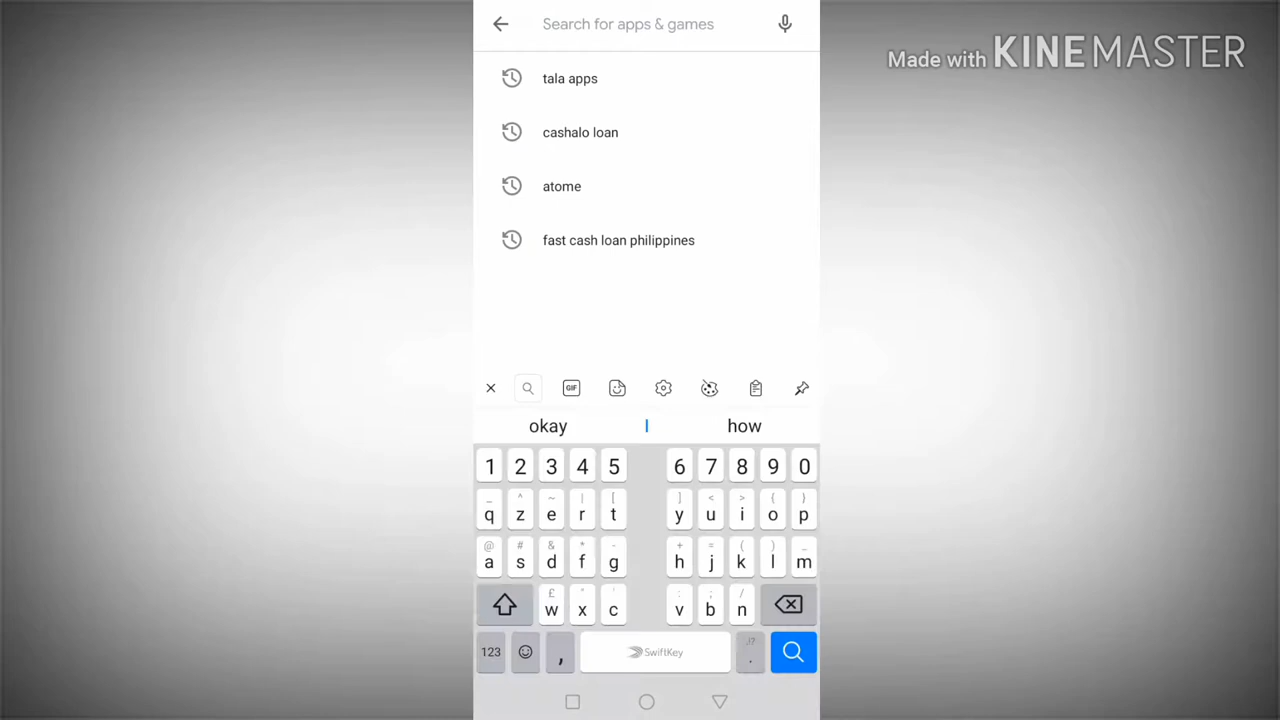 Search for apps & games
Made with KINEMASTER
tala apps
cashalo loan
atome
fast cash loan philippines
GIF
okay I how
1 2 3 4 5 6 7 8 9 0
_ ^ ~ | [ ] < > { }
q z e r t y u i o p
@ # & * - + = ( ) _
a s d f g h j k l m
£ " ' : ; /
w x c v b n
!?
123 , SwiftKey .